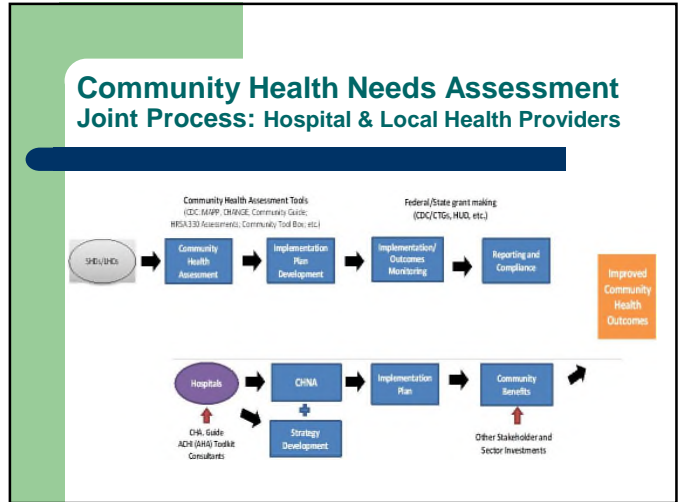 Community Health Needs Assessment
Joint Process: Hospital & Local Health Providers
Community Health Assessment Tools
(CDC: MAPP, CHANGE, Community Guide;
HRSA 330 Assessments; Community Tool Box; etc.)
Federal/State grant making
(CDC/CTGs, HUD, etc.)
SHDs/LHDs
Community
Health
Assessment
Implementation
Plan
Development
Implementation/
Outcomes
Monitoring
Reporting and
Compliance
Improved
Community
Health
Outcomes
Hospitals
CHNA
Implementation
Plan
Community
Benefits
Strategy
Development
CHA. Guide
ACHI (AHA) Toolkit
Consultants
Other Stakeholder and
Sector Investments